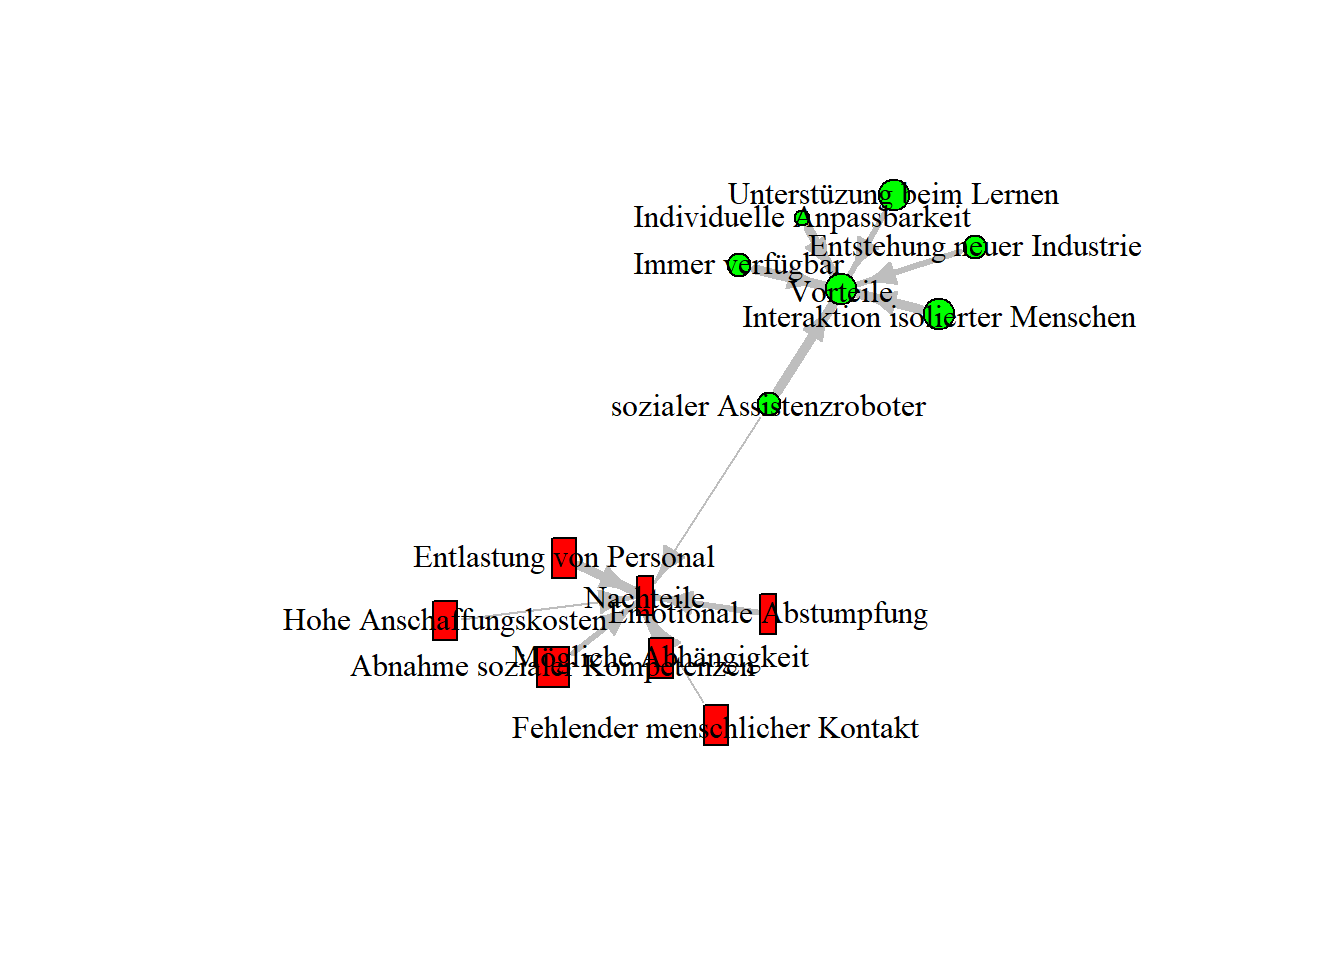 Unterstüzung beim Lernen
Individuelle Anpassbarkeit
Entstehung neuer Industrie
Immer verfügbar
Vorteile
Interaktion isolierter Menschen
sozialer Assistenzroboter
Entlastung von Personal
Nachteile
Emotionale Abstumpfung
Hohe Anschaffungskosten
Mögliche Abhängigkeit
Abnahme sozialer Kompetenzen
Fehlender menschlicher Kontakt